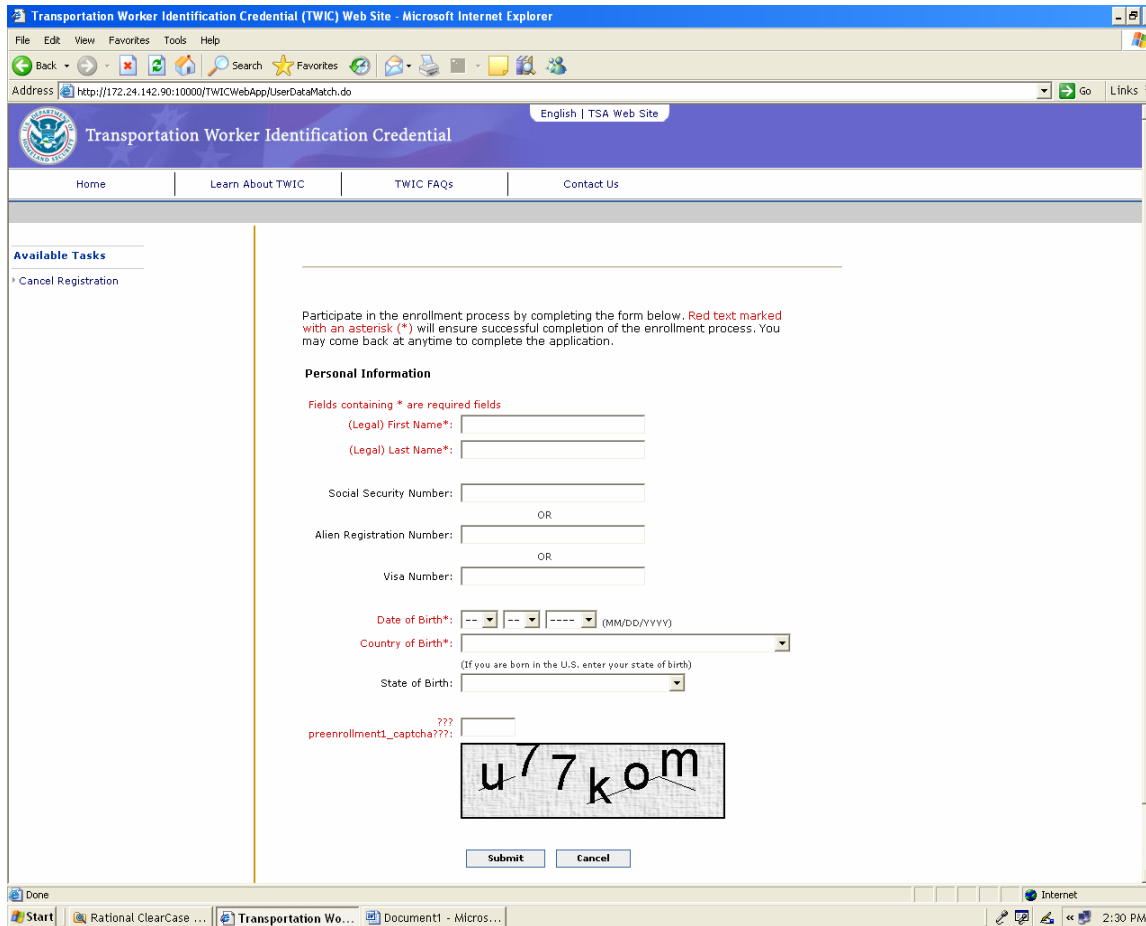 Transportation Worker Identification Credential (TWIC) Web Site - Microsoft Internet Explorer
File Edit View Favorites Tools Help
Back Search Favorites
Address http://172.24.142.90:10000/TWICWebApp/UserDataMatch.do Go Links
English | TSA Web Site
Transportation Worker Identification Credential
Home Learn About TWIC TWIC FAQs Contact Us
Available Tasks
Cancel Registration
Participate in the enrollment process by completing the form below. Red text marked
with an asterisk (*) will ensure successful completion of the enrollment process. You
may come back at anytime to complete the application.
Personal Information
Fields containing * are required fields
(Legal) First Name*:
(Legal) Last Name*:
Social Security Number:
OR
Alien Registration Number:
OR
Visa Number:
Date of Birth*: -- -- ---- (MM/DD/YYYY)
Country of Birth*:
(If you are born in the U.S. enter your state of birth)
State of Birth:
???
preenrollment1_captcha???:
u77kom
Submit Cancel
Done Internet
Start Rational ClearCase ... Transportation Wo... Document1 - Micros... « 2:30 PM